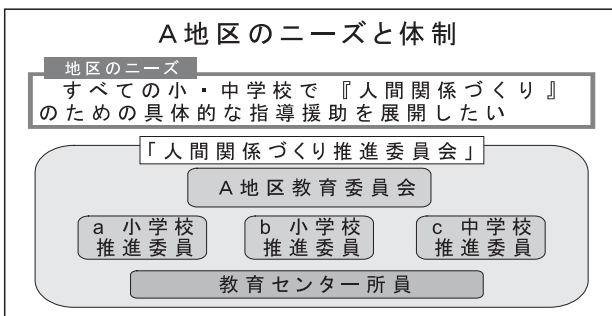 A地区のニーズと体制
地区のニーズ
すべての小・中学校で『人間関係づくり』
のための具体的な指導援助を展開したい
「人間関係づくり推進委員会」
A地区教育委員会
a 小学校
推進委員
b 小学校
推進委員
c 中学校
推進委員
教育センター所員